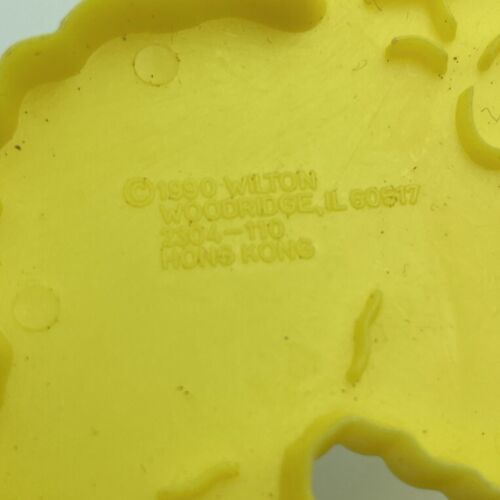 © 1990 WILTON
WOODRIDGE, IL 60517
2304-110
HONG KONG